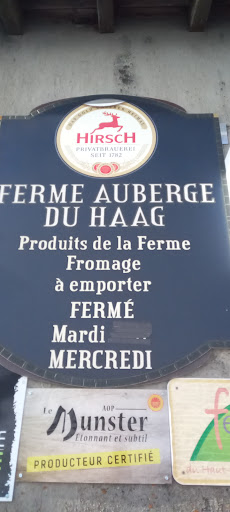 HIRSCH
PRIVATBRAUEREI
SEIT 1782
FERME AUBERGE
DU HAAG
Produits de la Ferme
Fromage
à emporter
FERMÉ
Mardi
MERCREDI
Le AOP
Munster
Étonnant et subtil
PRODUCTEUR CERTIFIÉ